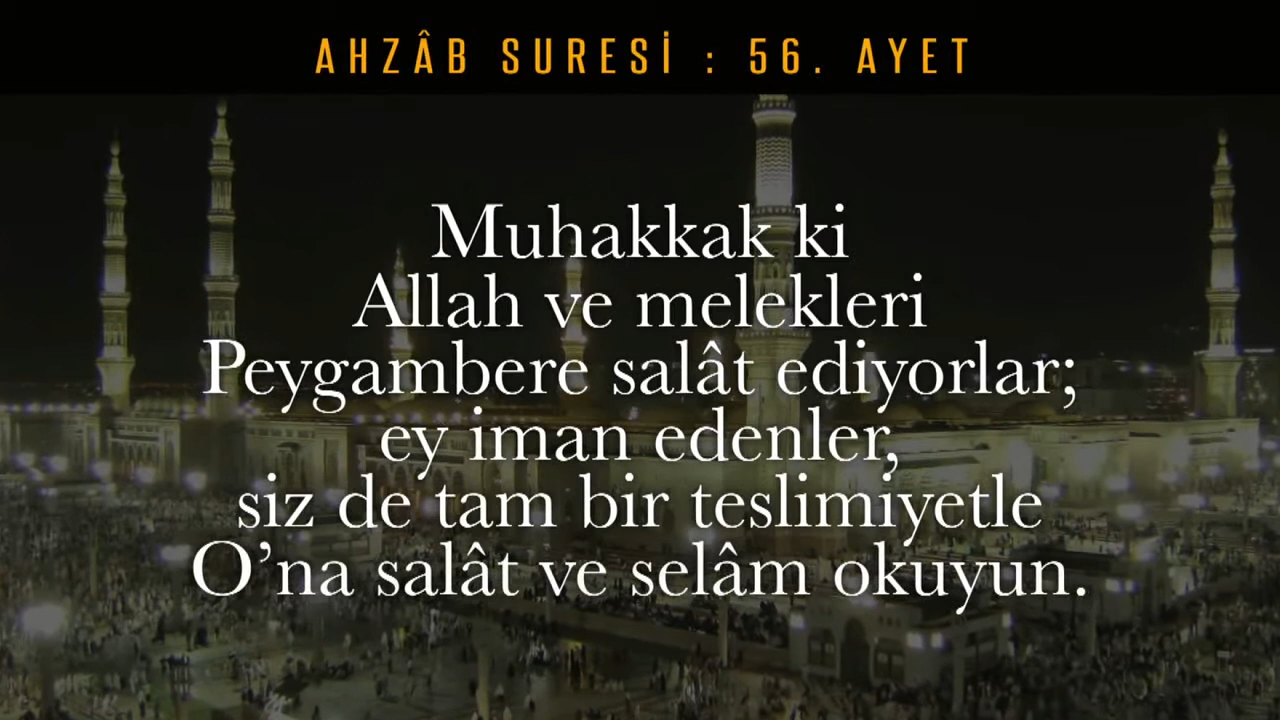 AHZÂB SURESİ : 56. AYET
Muhakkak ki
Allah ve melekleri
Peygambere salât ediyorlar;
ey iman edenler,
siz de tam bir teslimiyetle
O’na salât ve selâm okuyun.